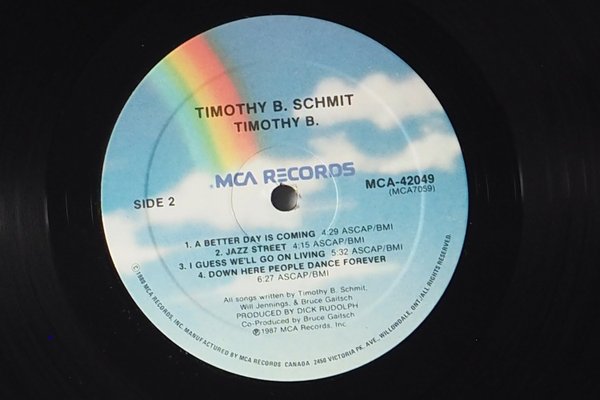 TIMOTHY B. SCHMIT
TIMOTHY B.
MCA RECORDS
SIDE 2
MCA-42049
(MCA7059)
1. A BETTER DAY IS COMING 4:29 ASCAP/BMI
2. JAZZ STREET 4:15 ASCAP/BMI
3. I GUESS WE'LL GO ON LIVING 5:32 ASCAP/BMI
4. DOWN HERE PEOPLE DANCE FOREVER
6:27 ASCAP/BMI
All songs written by Timothy B. Schmit,
Will Jennings, & Bruce Gaitsch
PRODUCED BY DICK RUDOLPH
Co-Produced by Bruce Gaitsch
℗1987 MCA Records, Inc.
©1980 MCA RECORDS, INC. MANUFACTURED BY MCA RECORDS CANADA 2450 VICTORIA PK. AVE., WILLOWDALE, ONT./ALL RIGHTS RESERVED.